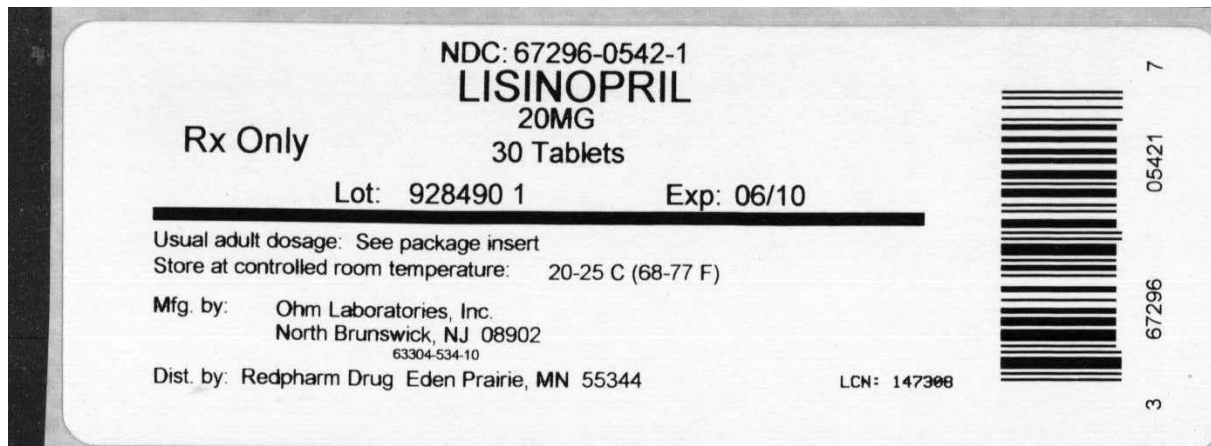 NDC: 67296-0542-1
LISINOPRIL
20MG
Rx Only
30 Tablets
Lot: 928490 1 Exp: 06/10
Usual adult dosage: See package insert
Store at controlled room temperature: 20-25 C (68-77 F)
Mfg. by: Ohm Laboratories, Inc.
North Brunswick, NJ 08902
63304-534-10
Dist. by: Redpharm Drug Eden Prairie, MN 55344
LCN: 147308
3 67296 05421 7